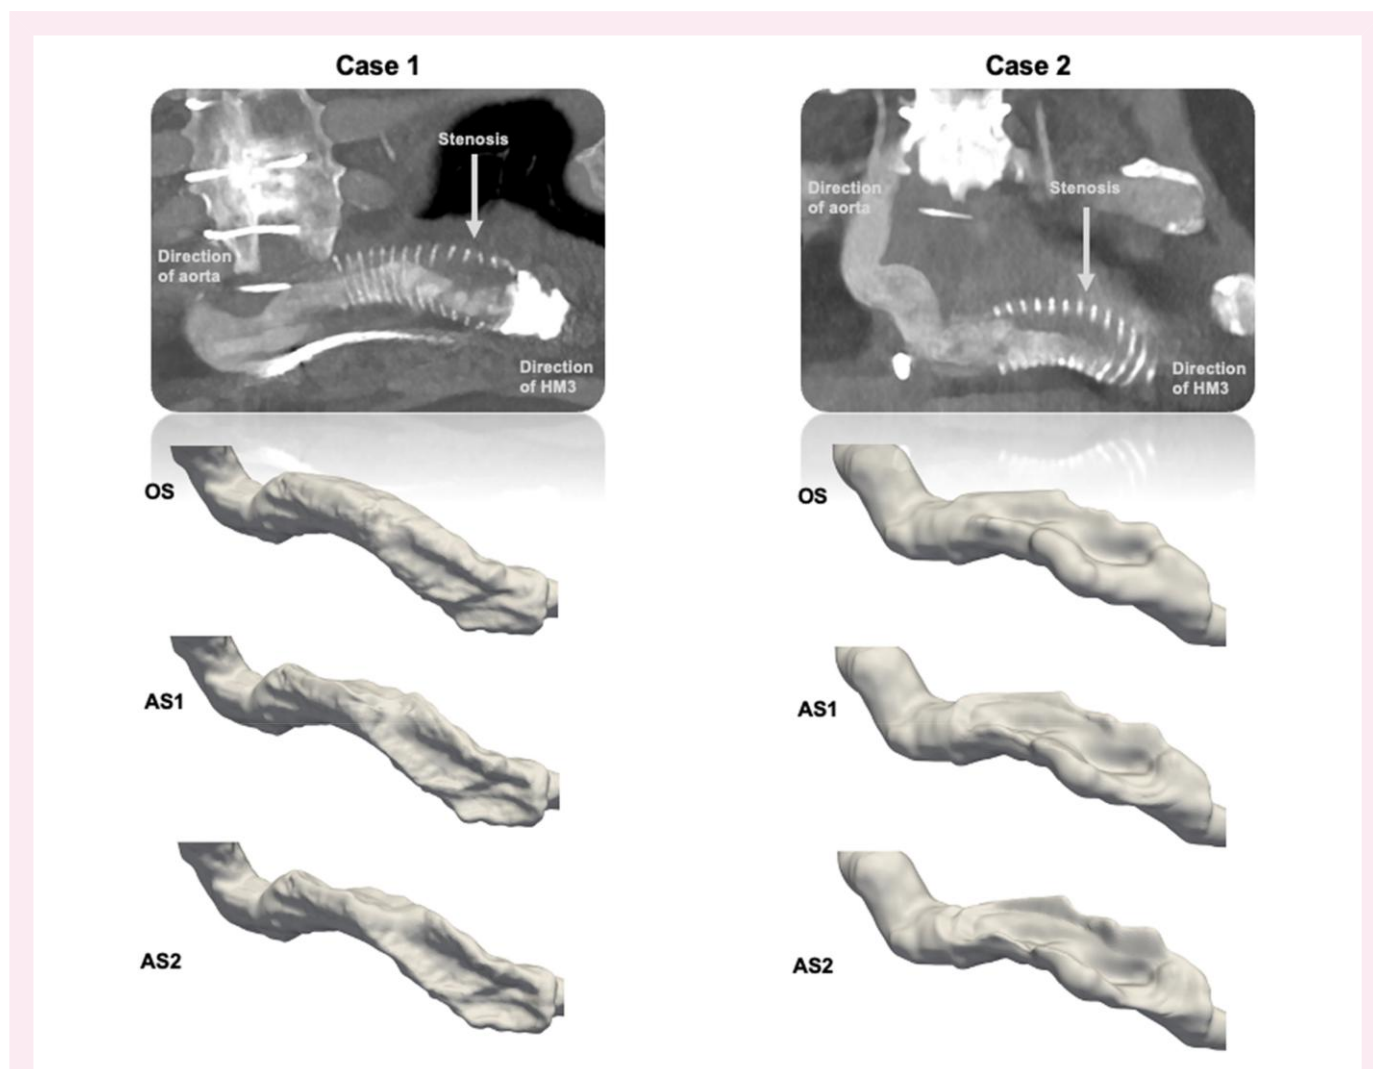 Case 1
Case 2
Stenosis
Direction
of aorta
Direction
of HM3
Direction
of aorta
Stenosis
Direction
of HM3
OS
OS
AS1
AS1
AS2
AS2